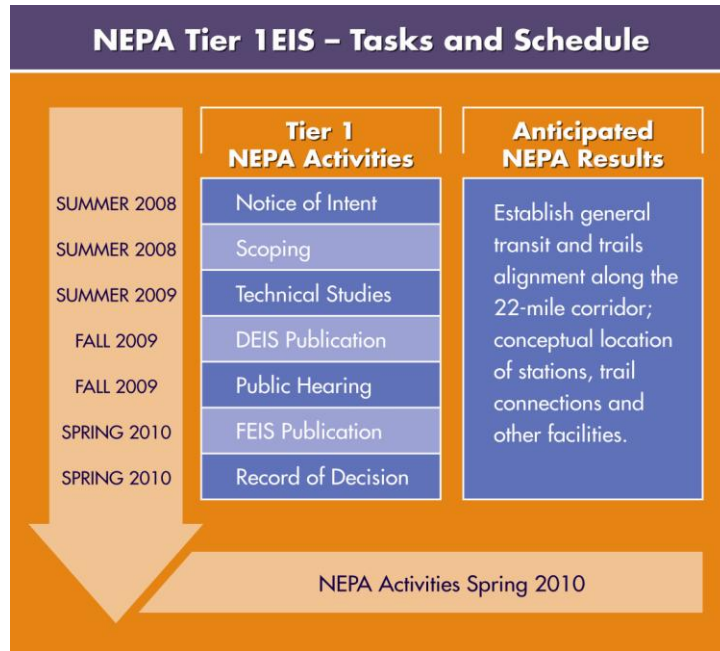 NEPA Tier 1EIS – Tasks and Schedule
Tier 1
NEPA Activities
Anticipated
NEPA Results
SUMMER 2008
Notice of Intent
SUMMER 2008
Scoping
SUMMER 2009
Technical Studies
FALL 2009
DEIS Publication
FALL 2009
Public Hearing
SPRING 2010
FEIS Publication
SPRING 2010
Record of Decision
Establish general
transit and trails
alignment along the
22-mile corridor;
conceptual location
of stations, trail
connections and
other facilities.
NEPA Activities Spring 2010